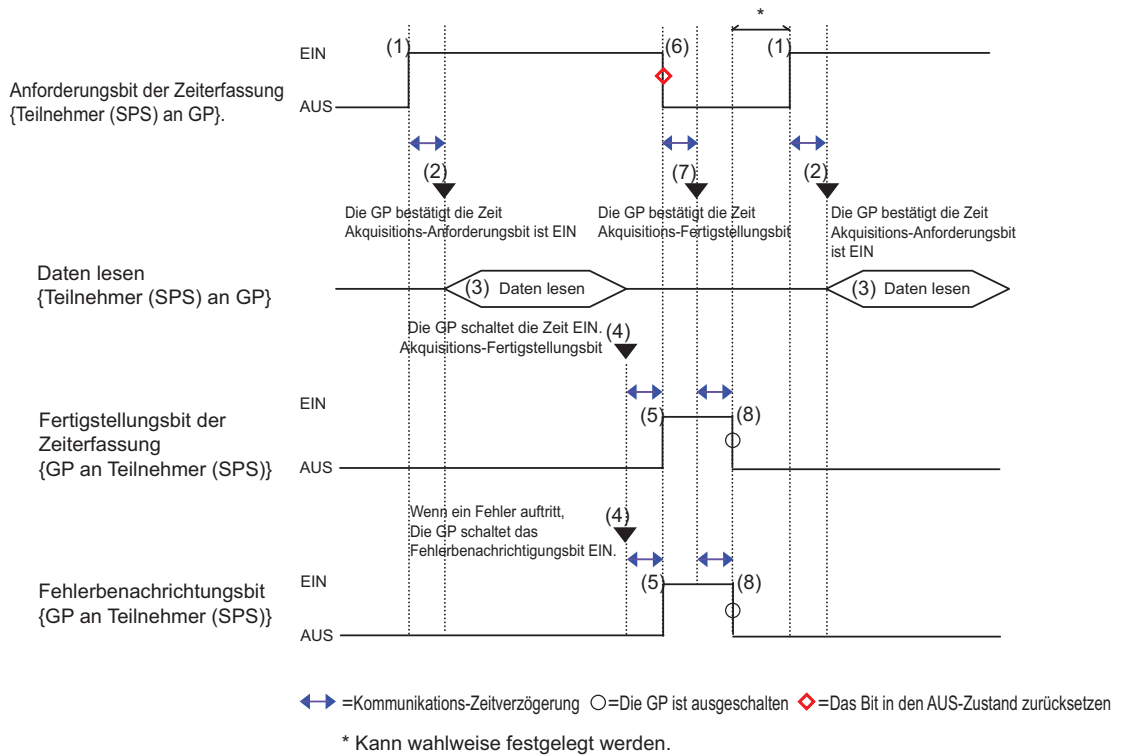 *
EIN
(1)
(6)
(1)
Anforderungsbit der Zeiterfassung
{Teilnehmer (SPS) an GP}.
AUS
(2)
(7)
(2)
Die GP bestätigt die Zeit
Akquisitions-Anforderungsbit ist EIN
Die GP bestätigt die Zeit
Akquisitions-Fertigstellungsbit
Die GP bestätigt die Zeit
Akquisitions-Anforderungsbit
ist EIN
Daten lesen
{Teilnehmer (SPS) an GP}
(3) Daten lesen
(3) Daten lesen
Die GP schaltet die Zeit EIN.
Akquisitions-Fertigstellungsbit
(4)
EIN
Fertigstellungsbit der
Zeiterfassung
{GP an Teilnehmer (SPS)}
(5)
(8)
AUS
Wenn ein Fehler auftritt,
Die GP schaltet das
Fehlerbenachrichtigungsbit EIN.
(4)
EIN
Fehlerbenachrichtungsbit
{GP an Teilnehmer (SPS)}
(5)
(8)
AUS
=Kommunikations-Zeitverzögerung =Die GP ist ausgeschalten =Das Bit in den AUS-Zustand zurücksetzen
* Kann wahlweise festgelegt werden.